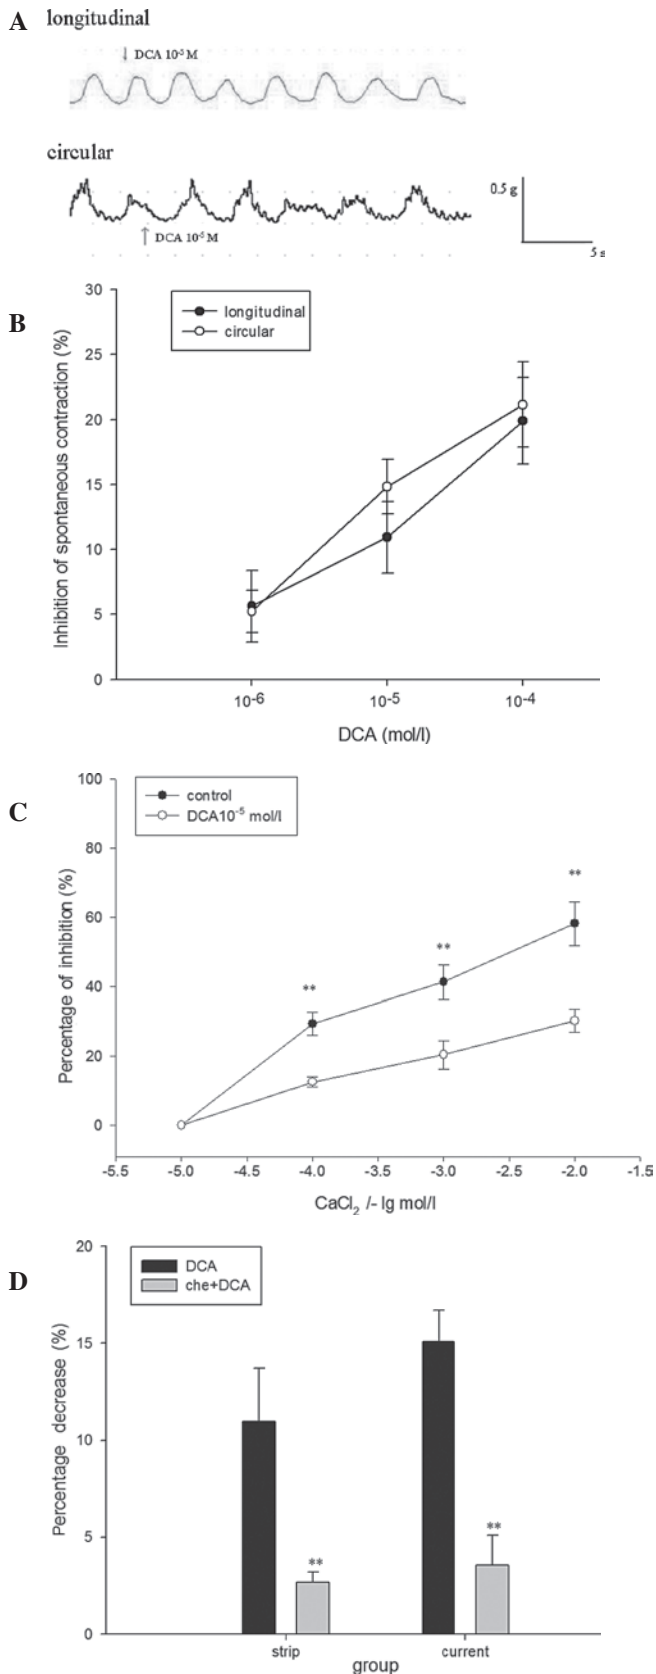 A longitudinal
DCA 10⁻⁵ M
circular
0.5 g
DCA 10⁻⁵ M
5 s
B
30
25
20
15
10
5
0
Inhibition of spontaneous contraction (%)
longitudinal
circular
10-6 10-5 10-4
DCA (mol/l)
C
100
80
60
40
20
0
Percentage of inhibition (%)
control
DCA10⁻⁵ mol/l
** ** **
-5.5 -5.0 -4.5 -4.0 -3.5 -3.0 -2.5 -2.0 -1.5
CaCl₂ /- lg mol/l
D
20
15
10
5
0
Percentage decrease (%)
DCA
che+DCA
** **
strip current
group